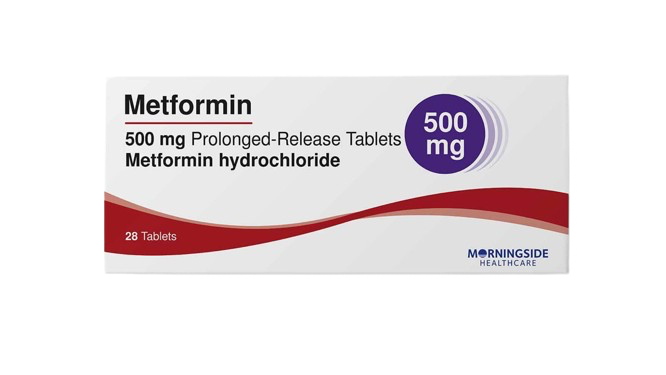 Metformin
500 mg Prolonged-Release Tablets
Metformin hydrochloride
500
mg
28 Tablets
MORNINGSIDE
HEALTHCARE